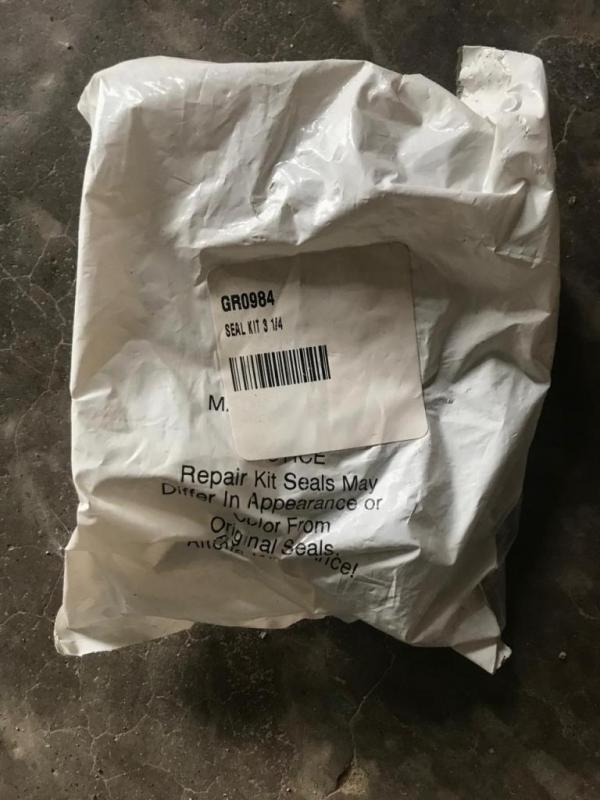 GR0984
SEAL KIT 3 1/4
M.
Repair Kit Seals May
Differ In Appearance or
Color From
Original Seals.